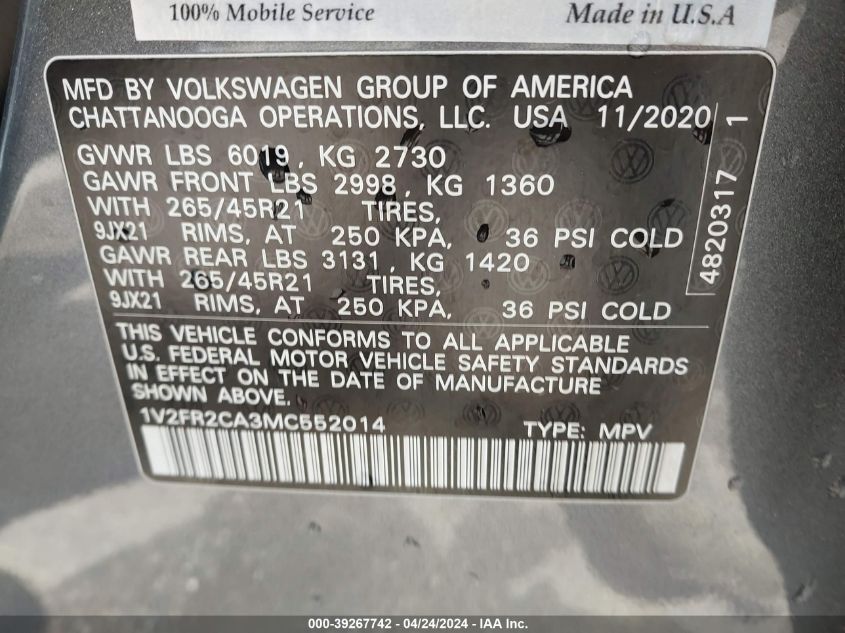 100% Mobile Service Made in U.S.A
MFD BY VOLKSWAGEN GROUP OF AMERICA
CHATTANOOGA OPERATIONS, LLC. USA 11/2020
GVWR LBS 6019, KG 2730
GAWR FRONT LBS 2998, KG 1360
WITH 265/45R21 TIRES,
9JX21 RIMS, AT 250 KPA, 36 PSI COLD
GAWR REAR LBS 3131, KG 1420
WITH 265/45R21 TIRES,
9JX21 RIMS, AT 250 KPA, 36 PSI COLD
4820317 1
THIS VEHICLE CONFORMS TO ALL APPLICABLE
U.S. FEDERAL MOTOR VEHICLE SAFETY STANDARDS
IN EFFECT ON THE DATE OF MANUFACTURE
SHOWN ABOVE.
1V2FR2CA3MC552014 TYPE: MPV
000-39267742 - 04/24/2024 - IAA Inc.